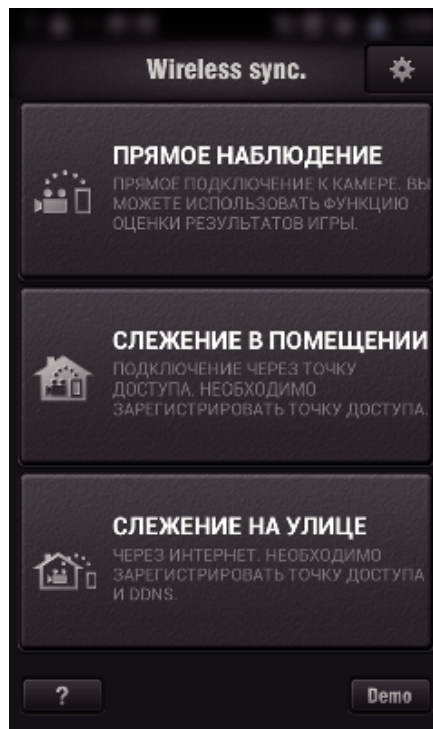 Wireless sync.
ПРЯМОЕ НАБЛЮДЕНИЕ
ПРЯМОЕ ПОДКЛЮЧЕНИЕ К КАМЕРЕ. ВЫ
МОЖЕТЕ ИСПОЛЬЗОВАТЬ ФУНКЦИЮ
ОЦЕНКИ РЕЗУЛЬТАТОВ ИГРЫ.
СЛЕЖЕНИЕ В ПОМЕЩЕНИИ
ПОДКЛЮЧЕНИЕ ЧЕРЕЗ ТОЧКУ
ДОСТУПА. НЕОБХОДИМО
ЗАРЕГИСТРИРОВАТЬ ТОЧКУ ДОСТУПА.
СЛЕЖЕНИЕ НА УЛИЦЕ
ЧЕРЕЗ ИНТЕРНЕТ. НЕОБХОДИМО
ЗАРЕГИСТРИРОВАТЬ ТОЧКУ ДОСТУПА
И DDNS.
?
Demo